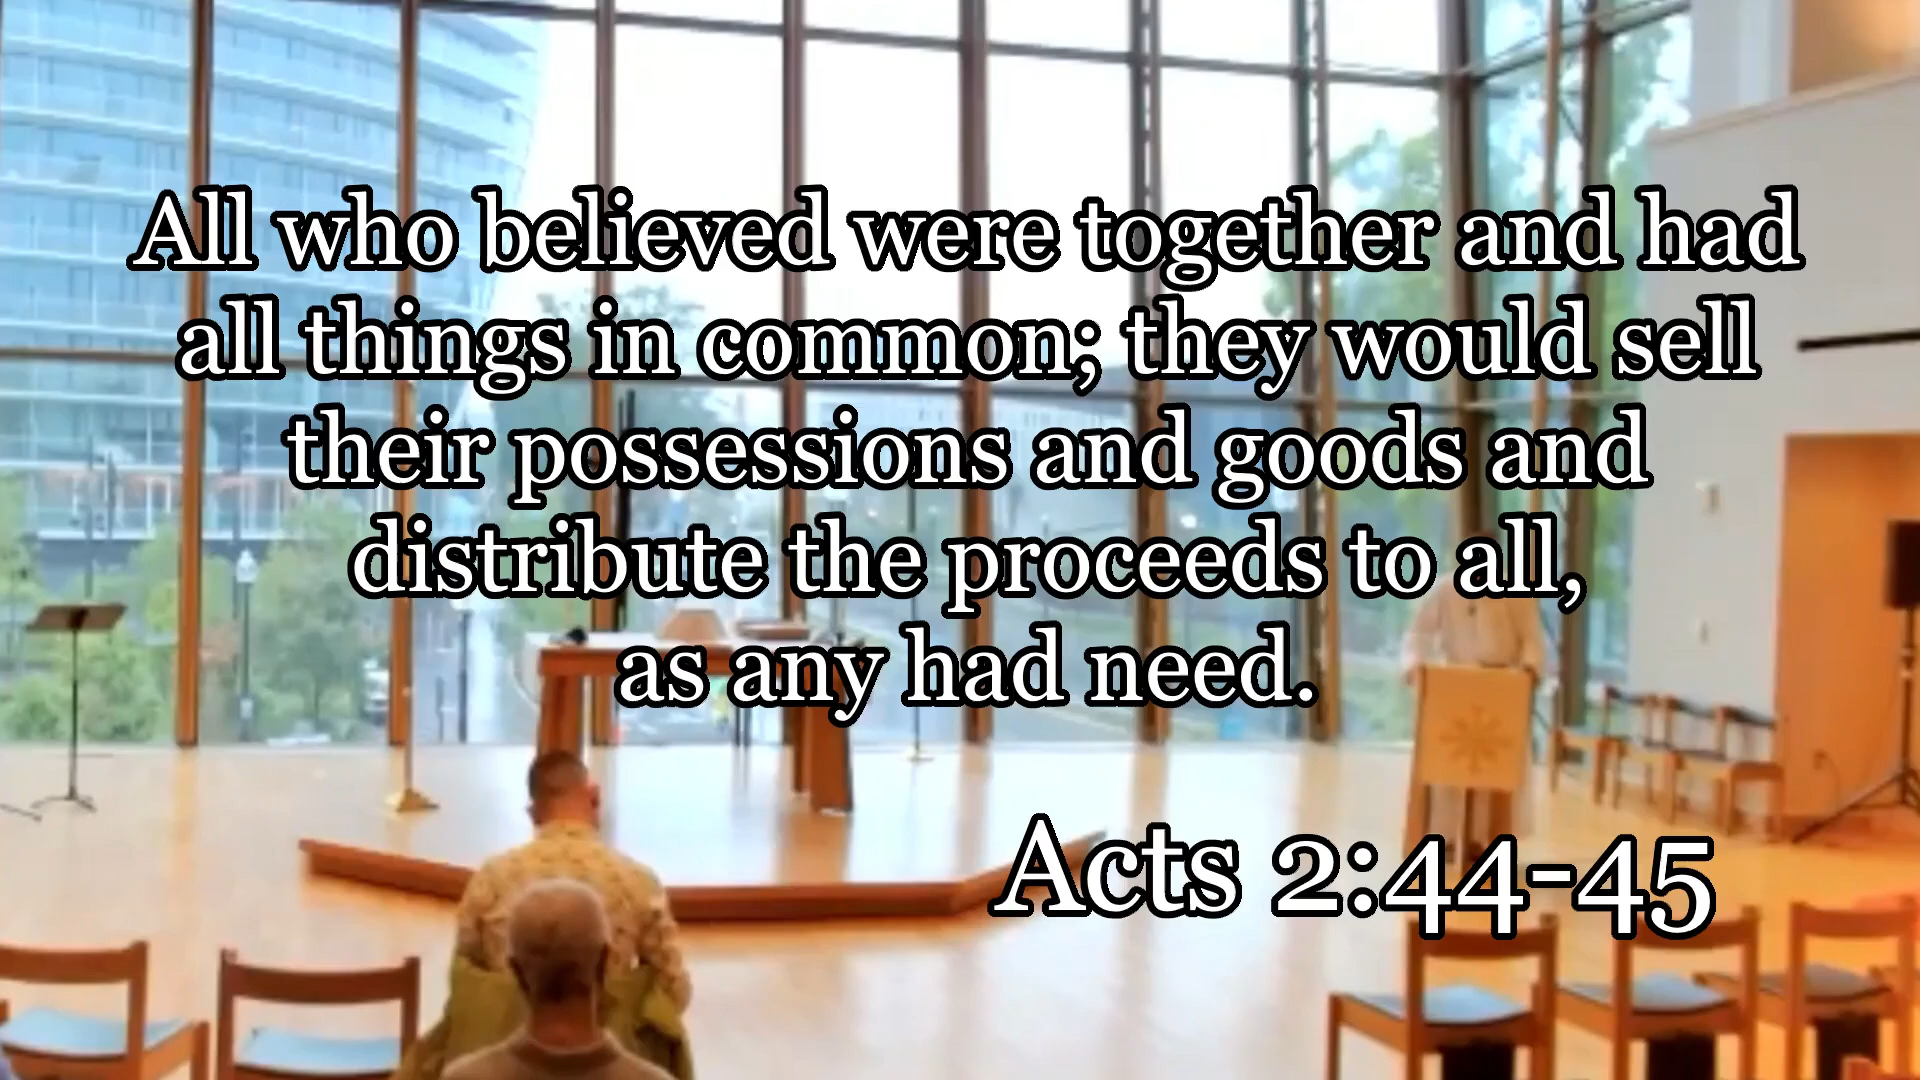 All who believed were together and had
all things in common; they would sell
their possessions and goods and
distribute the proceeds to all,
as any had need.
Acts 2:44-45